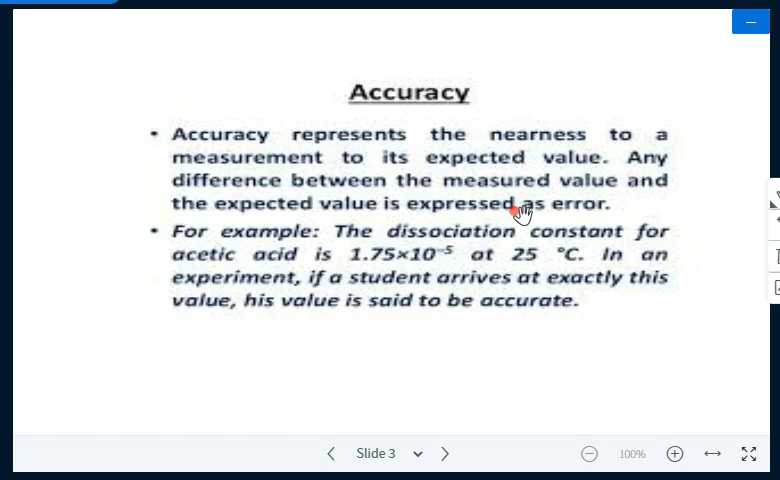 Accuracy
• Accuracy represents the nearness to a
measurement to its expected value. Any
difference between the measured value and
the expected value is expressed as error.
• For example: The dissociation constant for
acetic acid is 1.75×10⁻⁵ at 25 °C. In an
experiment, if a student arrives at exactly this
value, his value is said to be accurate.
Slide 3
100%